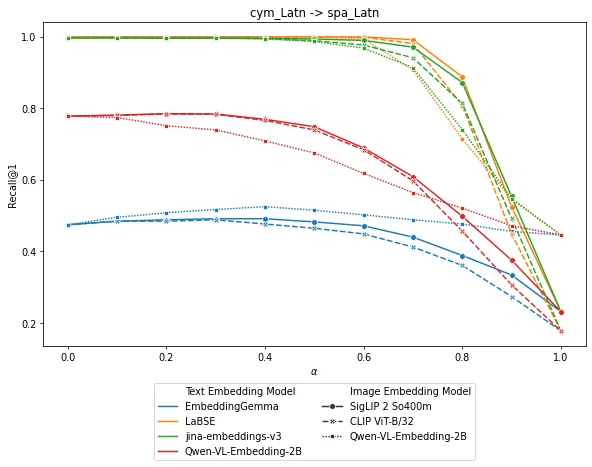 cym_Latn -> spa_Latn
1.0
0.8
0.6
0.4
0.2
Recall@1
0.0 0.2 0.4 0.6 0.8 1.0
α
Text Embedding Model
EmbeddingGemma
LaBSE
jina-embeddings-v3
Qwen-VL-Embedding-2B
Image Embedding Model
SigLIP 2 So400m
CLIP ViT-B/32
Qwen-VL-Embedding-2B